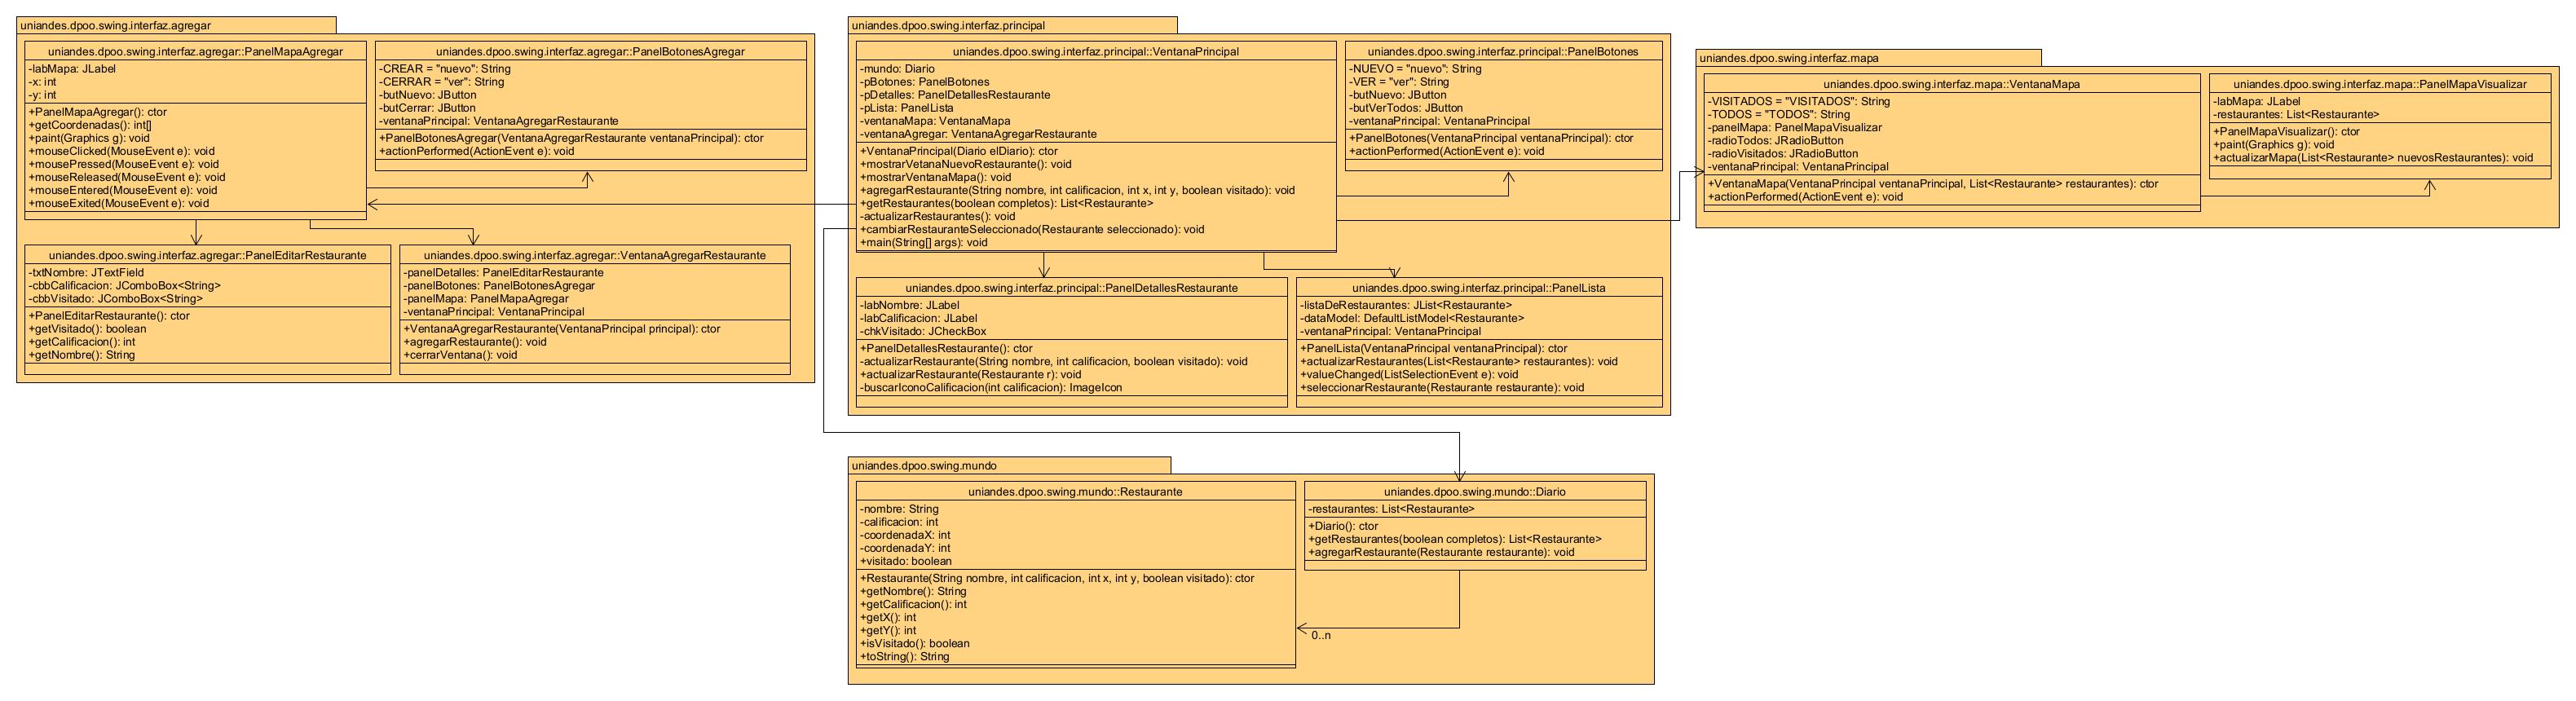 uniandes.dpoo.swing.interfaz.agregar
uniandes.dpoo.swing.interfaz.agregar::PanelMapaAgregar
-labMapa: JLabel
-x: int
-y: int
+PanelMapaAgregar(): ctor
+getCoordenadas(): int[]
+paint(Graphics g): void
+mouseClicked(MouseEvent e): void
+mousePressed(MouseEvent e): void
+mouseReleased(MouseEvent e): void
+mouseEntered(MouseEvent e): void
+mouseExited(MouseEvent e): void
uniandes.dpoo.swing.interfaz.agregar::PanelBotonesAgregar
-CREAR = "nuevo": String
-CERRAR = "ver": String
-butNuevo: JButton
-butCerrar: JButton
-ventanaPrincipal: VentanaAgregarRestaurante
+PanelBotonesAgregar(VentanaAgregarRestaurante ventanaPrincipal): ctor
+actionPerformed(ActionEvent e): void
uniandes.dpoo.swing.interfaz.agregar::PanelEditarRestaurante
-txtNombre: JTextField
-cbbCalificacion: JComboBox<String>
-cbbVisitado: JComboBox<String>
+PanelEditarRestaurante(): ctor
+getVisitado(): boolean
+getCalificacion(): int
+getNombre(): String
uniandes.dpoo.swing.interfaz.agregar::VentanaAgregarRestaurante
-panelDetalles: PanelEditarRestaurante
-panelBotones: PanelBotonesAgregar
-panelMapa: PanelMapaAgregar
-ventanaPrincipal: VentanaPrincipal
+VentanaAgregarRestaurante(VentanaPrincipal principal): ctor
+agregarRestaurante(): void
+cerrarVentana(): void
uniandes.dpoo.swing.interfaz.principal
uniandes.dpoo.swing.interfaz.principal::VentanaPrincipal
-mundo: Diario
-pBotones: PanelBotones
-pDetalles: PanelDetallesRestaurante
-pLista: PanelLista
-ventanaMapa: VentanaMapa
-ventanaAgregar: VentanaAgregarRestaurante
+VentanaPrincipal(Diario elDiario): ctor
+mostrarVetanaNuevoRestaurante(): void
+mostrarVentanaMapa(): void
+agregarRestaurante(String nombre, int calificacion, int x, int y, boolean visitado): void
+getRestaurantes(boolean completos): List<Restaurante>
-actualizarRestaurantes(): void
+cambiarRestauranteSeleccionado(Restaurante seleccionado): void
+main(String[] args): void
uniandes.dpoo.swing.interfaz.principal::PanelBotones
-NUEVO = "nuevo": String
-VER = "ver": String
-butNuevo: JButton
-butVerTodos: JButton
-ventanaPrincipal: VentanaPrincipal
+PanelBotones(VentanaPrincipal ventanaPrincipal): ctor
+actionPerformed(ActionEvent e): void
uniandes.dpoo.swing.interfaz.principal::PanelDetallesRestaurante
-labNombre: JLabel
-labCalificacion: JLabel
-chkVisitado: JCheckBox
+PanelDetallesRestaurante(): ctor
-actualizarRestaurante(String nombre, int calificacion, boolean visitado): void
+actualizarRestaurante(Restaurante r): void
-buscarIconoCalificacion(int calificacion): ImageIcon
uniandes.dpoo.swing.interfaz.principal::PanelLista
-listaDeRestaurantes: JList<Restaurante>
-dataModel: DefaultListModel<Restaurante>
-ventanaPrincipal: VentanaPrincipal
+PanelLista(VentanaPrincipal ventanaPrincipal): ctor
+actualizarRestaurantes(List<Restaurante> restaurantes): void
+valueChanged(ListSelectionEvent e): void
+seleccionarRestaurante(Restaurante restaurante): void
uniandes.dpoo.swing.interfaz.mapa
uniandes.dpoo.swing.interfaz.mapa::VentanaMapa
-VISITADOS = "VISITADOS": String
-TODOS = "TODOS": String
-panelMapa: PanelMapaVisualizar
-radioTodos: JRadioButton
-radioVisitados: JRadioButton
-ventanaPrincipal: VentanaPrincipal
+VentanaMapa(VentanaPrincipal ventanaPrincipal, List<Restaurante> restaurantes): ctor
+actionPerformed(ActionEvent e): void
uniandes.dpoo.swing.interfaz.mapa::PanelMapaVisualizar
-labMapa: JLabel
-restaurantes: List<Restaurante>
+PanelMapaVisualizar(): ctor
+paint(Graphics g): void
+actualizarMapa(List<Restaurante> nuevosRestaurantes): void
uniandes.dpoo.swing.mundo
uniandes.dpoo.swing.mundo::Restaurante
-nombre: String
-calificacion: int
-coordenadaX: int
-coordenadaY: int
+visitado: boolean
+Restaurante(String nombre, int calificacion, int x, int y, boolean visitado): ctor
+getNombre(): String
+getCalificacion(): int
+getX(): int
+getY(): int
+isVisitado(): boolean
+toString(): String
uniandes.dpoo.swing.mundo::Diario
-restaurantes: List<Restaurante>
+Diario(): ctor
+getRestaurantes(boolean completos): List<Restaurante>
+agregarRestaurante(Restaurante restaurante): void
0..n